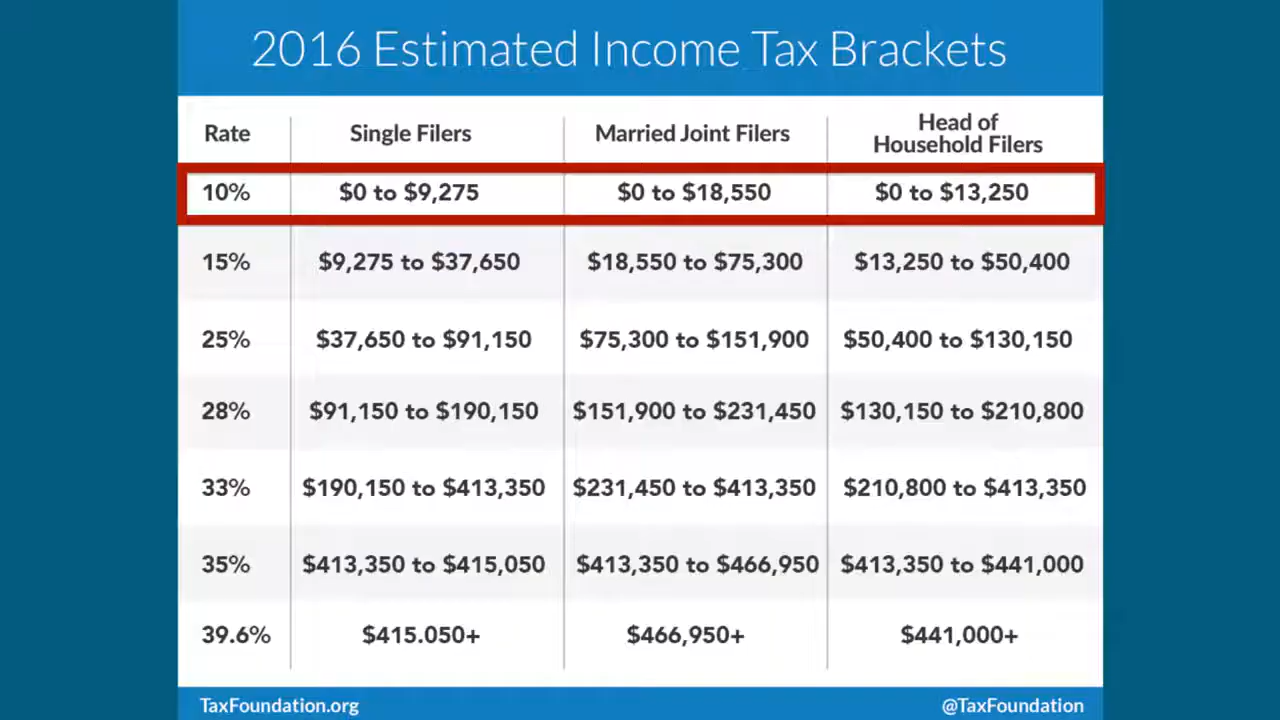 2016 Estimated Income Tax Brackets
Rate Single Filers Married Joint Filers Head of Household Filers
10% $0 to $9,275 $0 to $18,550 $0 to $13,250
15% $9,275 to $37,650 $18,550 to $75,300 $13,250 to $50,400
25% $37,650 to $91,150 $75,300 to $151,900 $50,400 to $130,150
28% $91,150 to $190,150 $151,900 to $231,450 $130,150 to $210,800
33% $190,150 to $413,350 $231,450 to $413,350 $210,800 to $413,350
35% $413,350 to $415,050 $413,350 to $466,950 $413,350 to $441,000
39.6% $415.050+ $466,950+ $441,000+
TaxFoundation.org @TaxFoundation